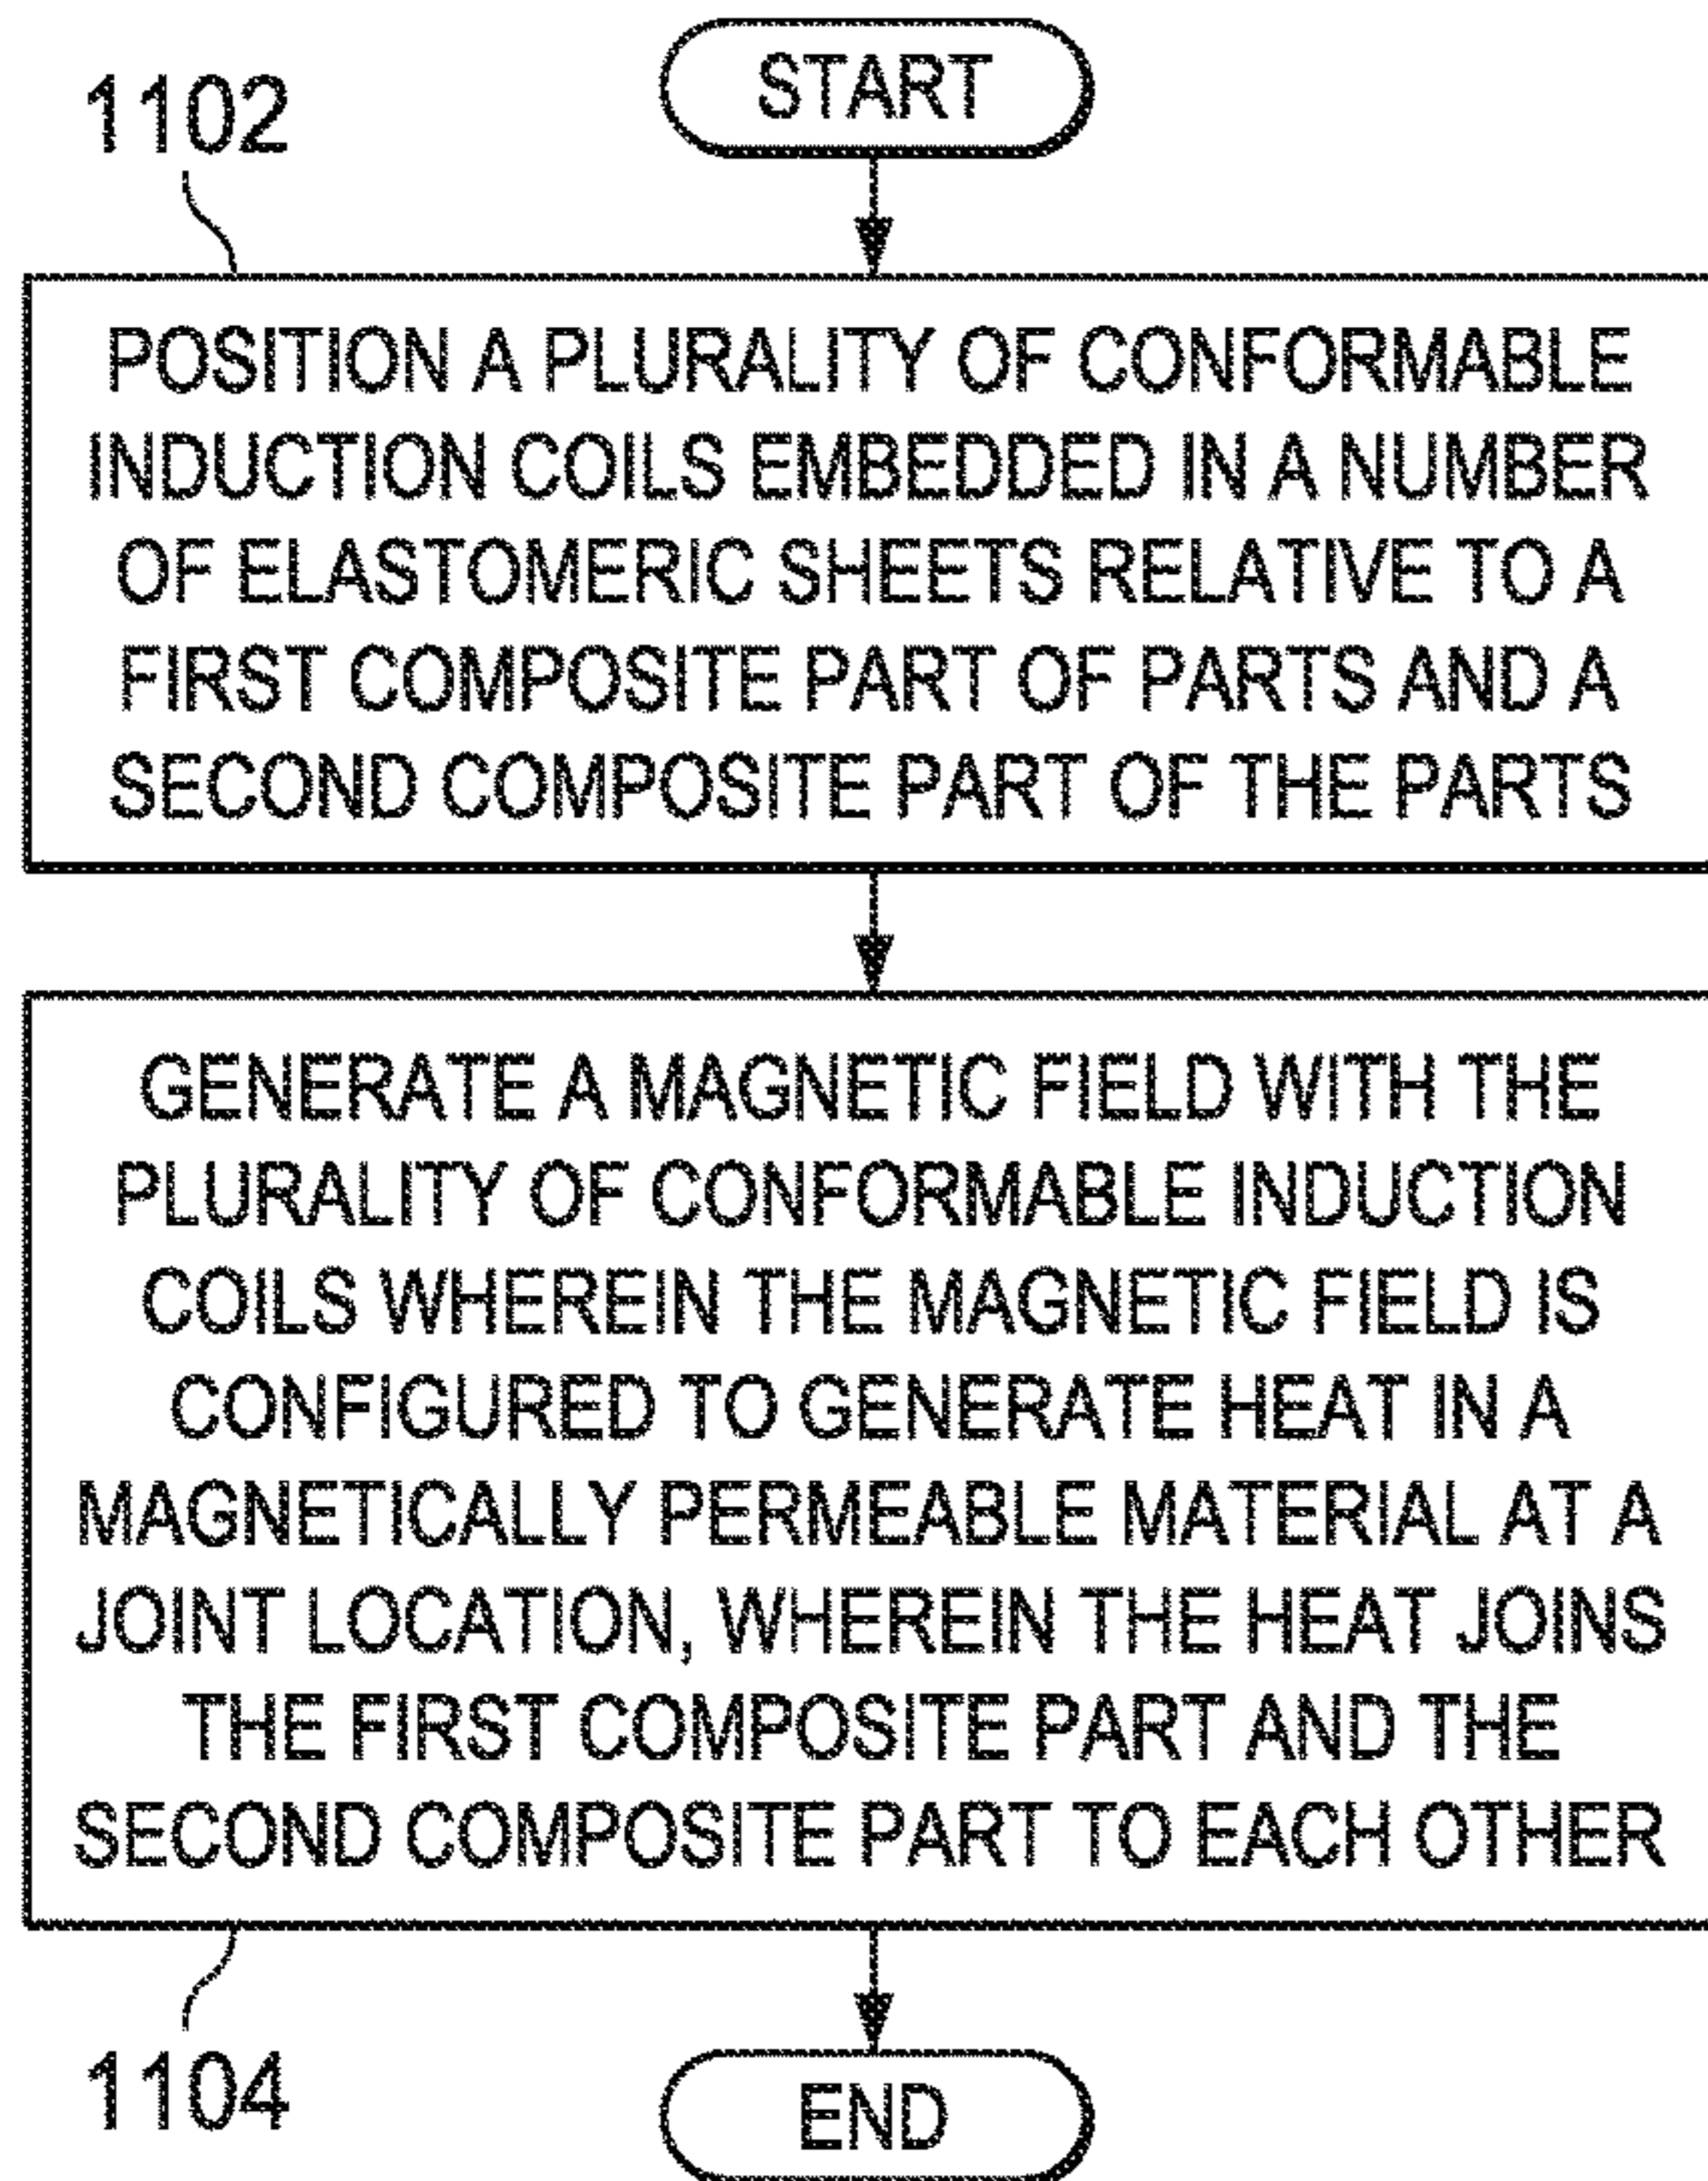 START
1102
POSITION A PLURALITY OF CONFORMABLE
INDUCTION COILS EMBEDDED IN A NUMBER
OF ELASTOMERIC SHEETS RELATIVE TO A
FIRST COMPOSITE PART OF PARTS AND A
SECOND COMPOSITE PART OF THE PARTS
GENERATE A MAGNETIC FIELD WITH THE
PLURALITY OF CONFORMABLE INDUCTION
COILS WHEREIN THE MAGNETIC FIELD IS
CONFIGURED TO GENERATE HEAT IN A
MAGNETICALLY PERMEABLE MATERIAL AT A
JOINT LOCATION, WHEREIN THE HEAT JOINS
THE FIRST COMPOSITE PART AND THE
SECOND COMPOSITE PART TO EACH OTHER
1104
END